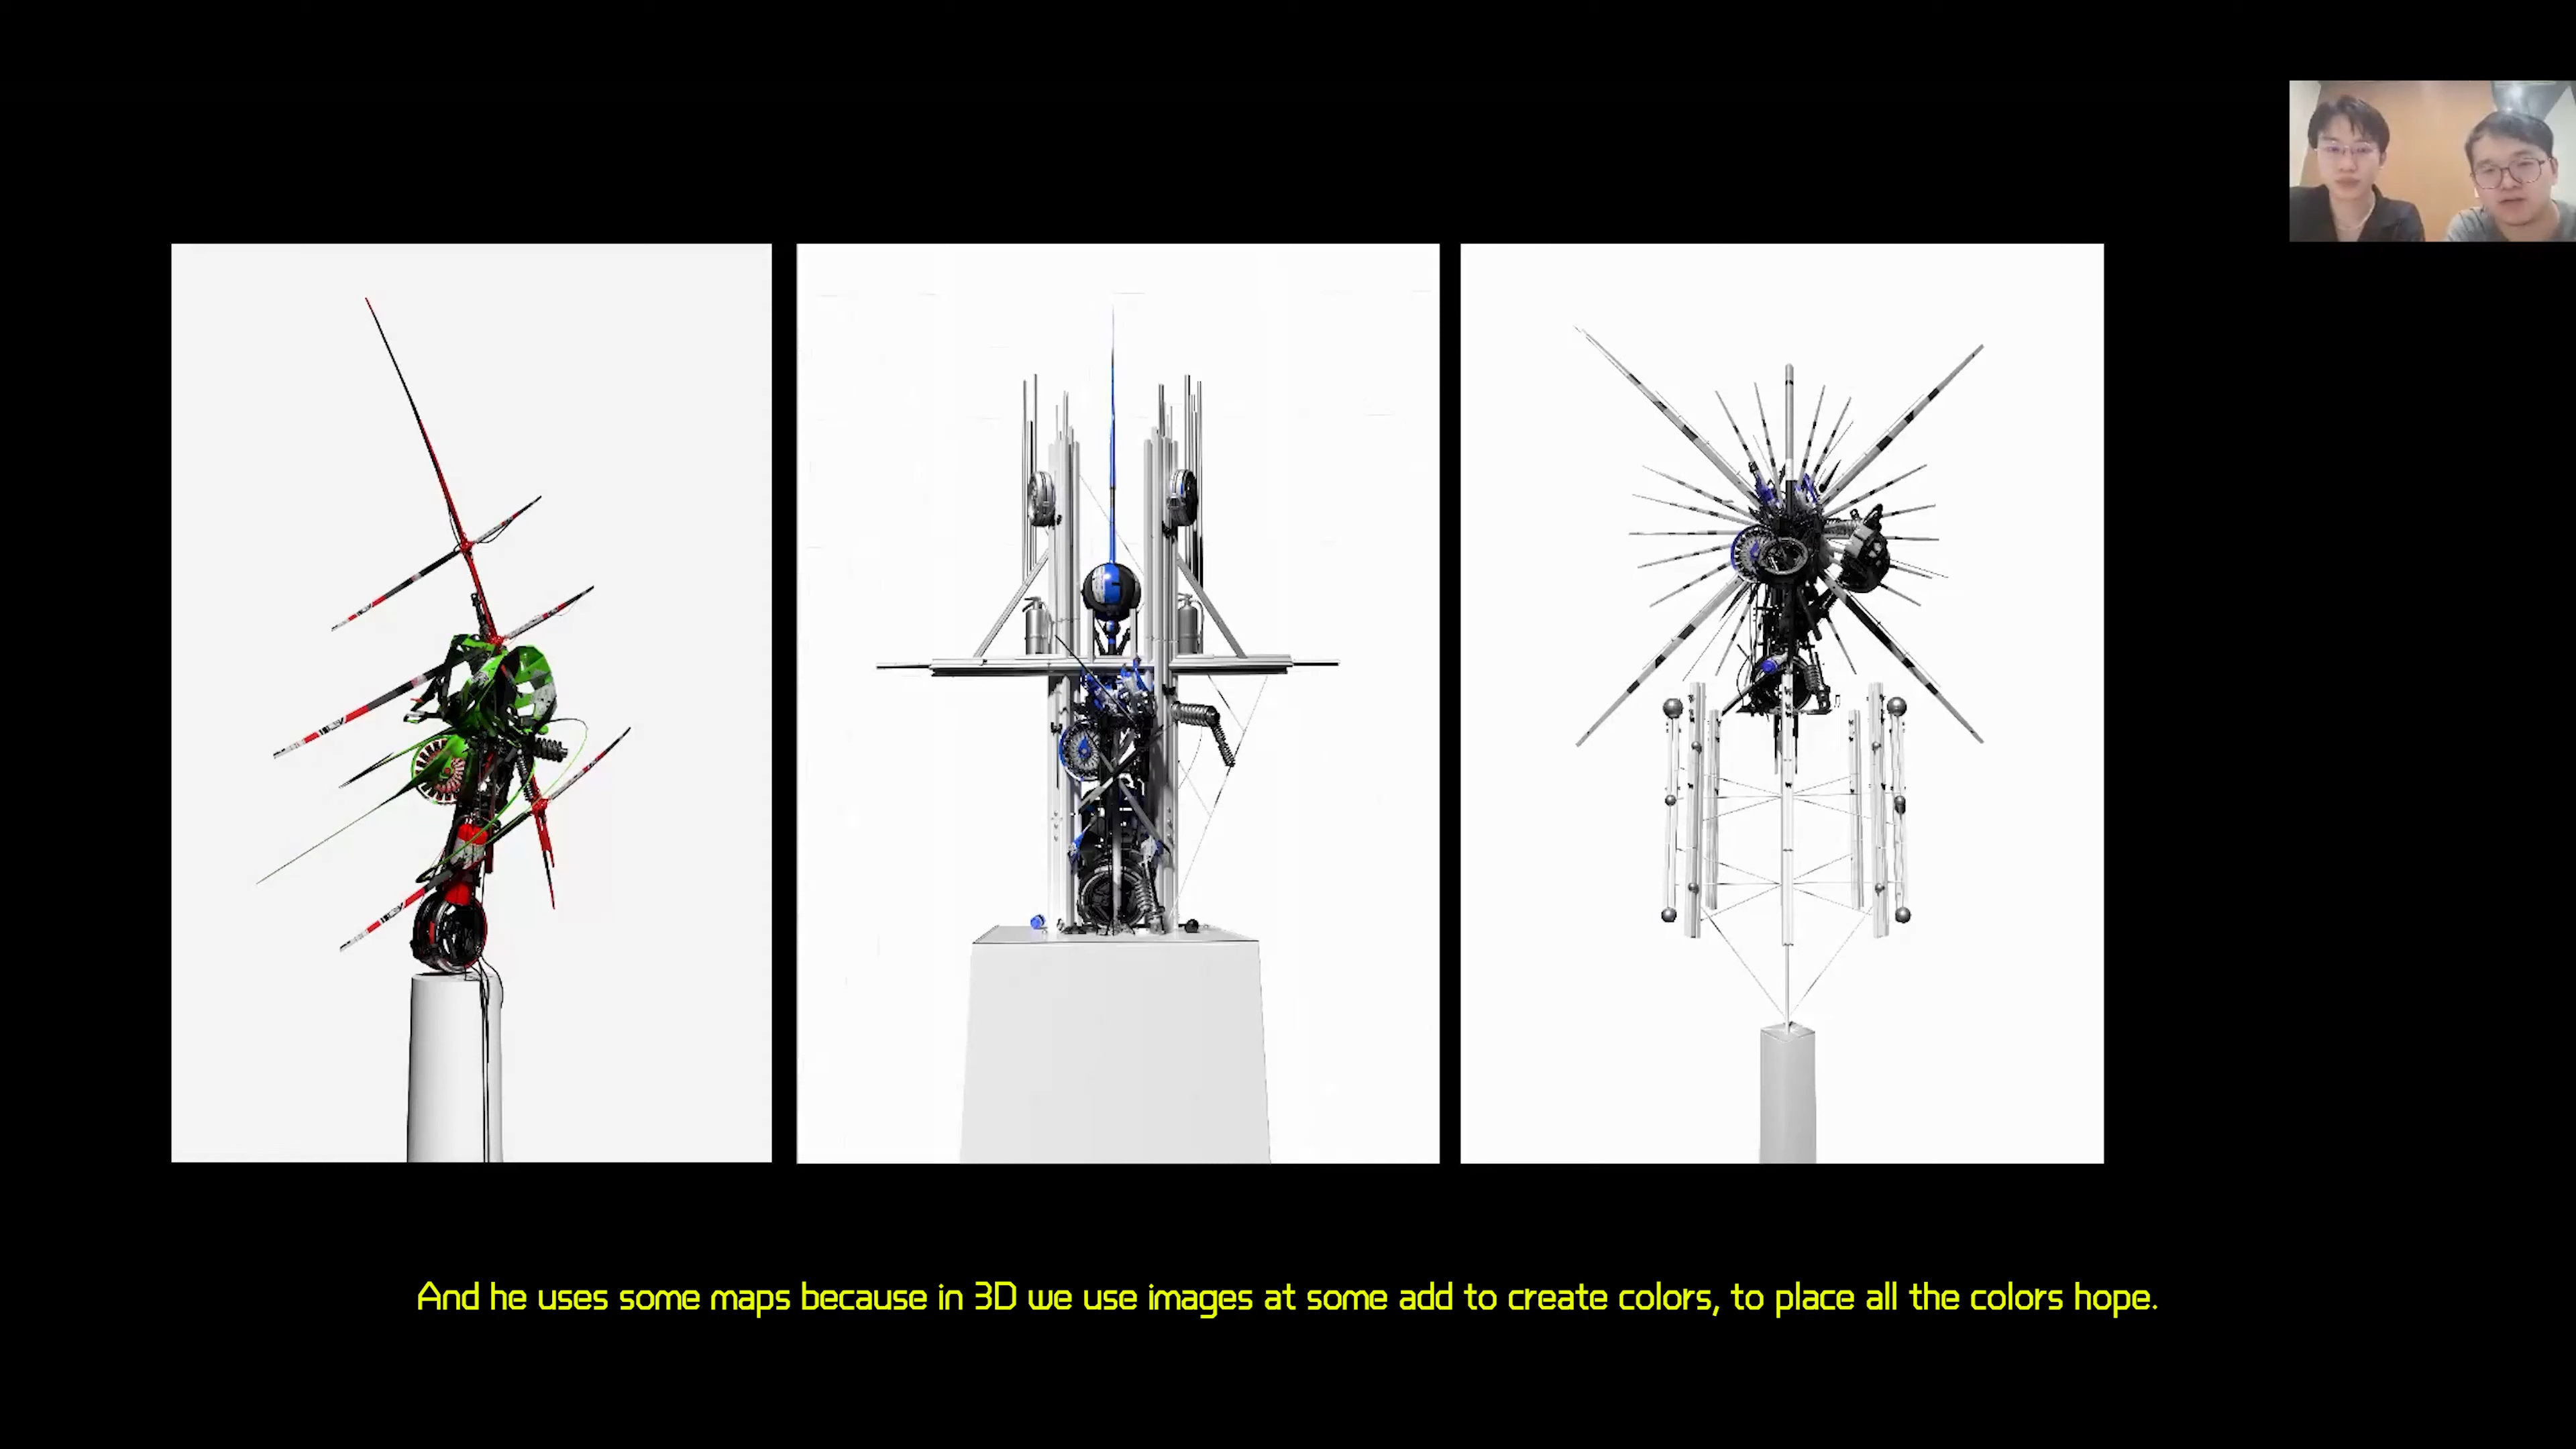 And he uses some maps because in 3D we use images at some add to create colors, to place all the colors hope.